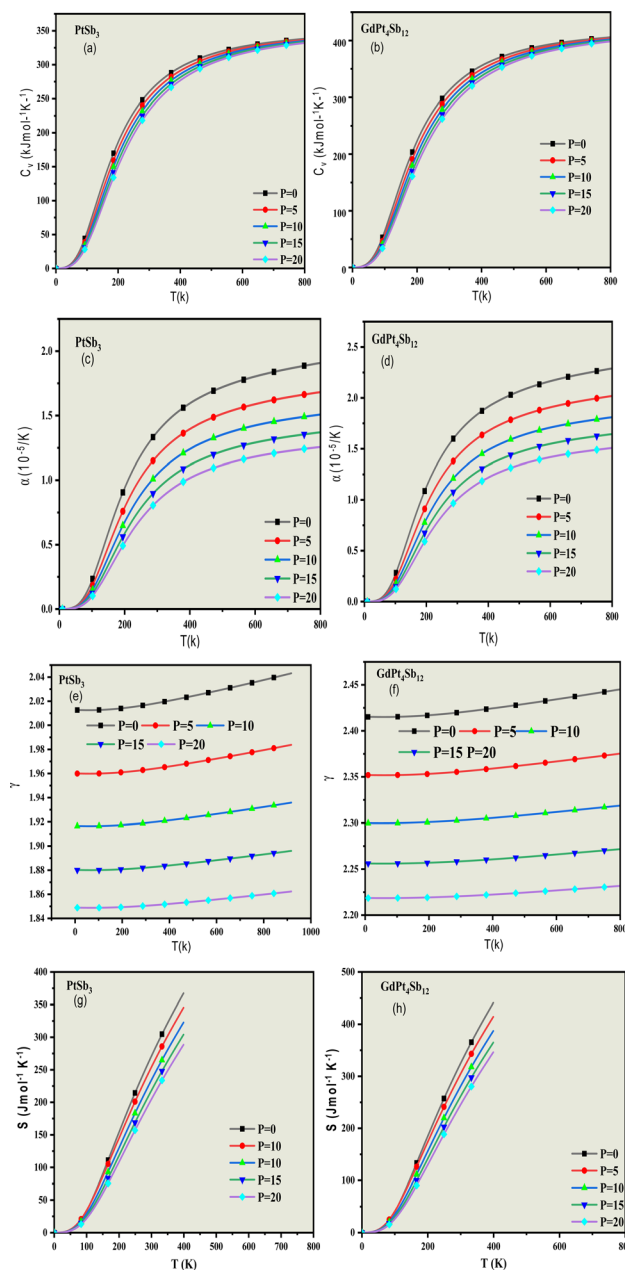 PtSb3
(a)
350
300
250
200
150
100
50
0
Cv (kJmol-1K-1)
P=0
P=5
P=10
P=15
P=20
0 200 400 600 800
T(k)
GdPt4Sb12
(b)
400
300
200
100
0
Cv (kJmol-1K-1)
P=0
P=5
P=10
P=15
P=20
0 200 400 600 800
T(k)
PtSb3
(c)
2.0
1.5
1.0
0.5
0.0
α (10-5/K)
P=0
P=5
P=10
P=15
P=20
0 200 400 600 800
T(k)
GdPt4Sb12
(d)
2.5
2.0
1.5
1.0
0.5
0.0
α (10-5/K)
P=0
P=5
P=10
P=15
P=20
0 200 400 600 800
T(k)
PtSb3
(e)
2.04
2.02
2.00
1.98
1.96
1.94
1.92
1.90
1.88
1.86
1.84
γ
P=0 P=5 P=10
P=15 P=20
0 200 400 600 800 1000
T(k)
GdPt4Sb12
(f)
2.45
2.40
2.35
2.30
2.25
2.20
γ
P=0 P=5 P=10
P=15 P=20
0 200 400 600 800
T(k)
PtSb3
(g)
400
350
300
250
200
150
100
50
0
S (Jmol-1 K-1)
P=0
P=10
P=10
P=15
P=20
0 100 200 300 400 500 600 700 800
T (K)
GdPt4Sb12
(h)
500
400
300
200
100
0
S (Jmol-1 K-1)
P=0
P=5
P=10
P=15
P=20
0 100 200 300 400 500 600 700 800
T (K)